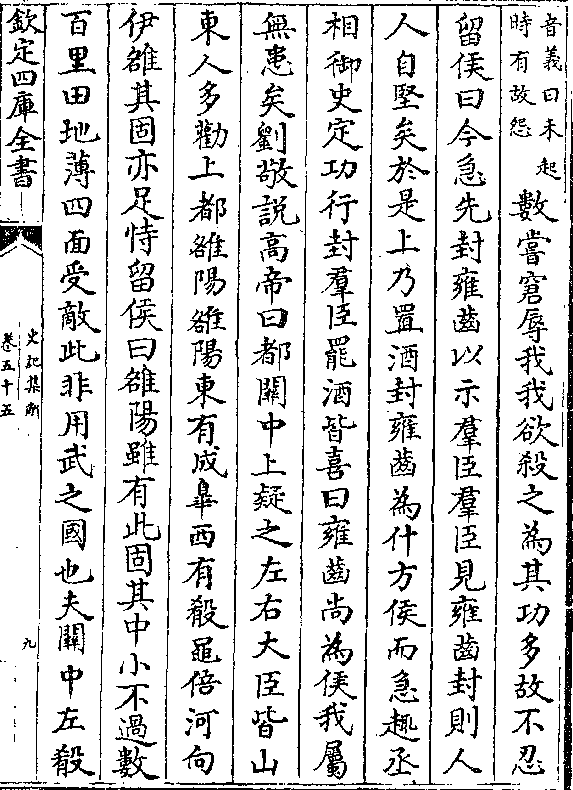 音義曰未起
時有故怨
數嘗窘辱我我欲殺之為其功多故不忍
留侯曰今急先封雍齒以示羣臣羣臣見雍齒封則人
人自堅矣於是上乃置酒封雍齒為什方侯而急趣丞
相御史定功行封羣臣罷酒皆喜曰雍齒尚為侯我屬
無患矣劉敬說高帝曰都關中上疑之左右大臣皆山
東人多勸上都雒陽雒陽東有成皋西有殽黽倍河向
伊雒其固亦足恃留侯曰雒陽雖有此固其中小不過數
百里田地薄四面受敵此非用武之國也夫關中左殽
欽定四庫全書
史記集解
卷五十五
九